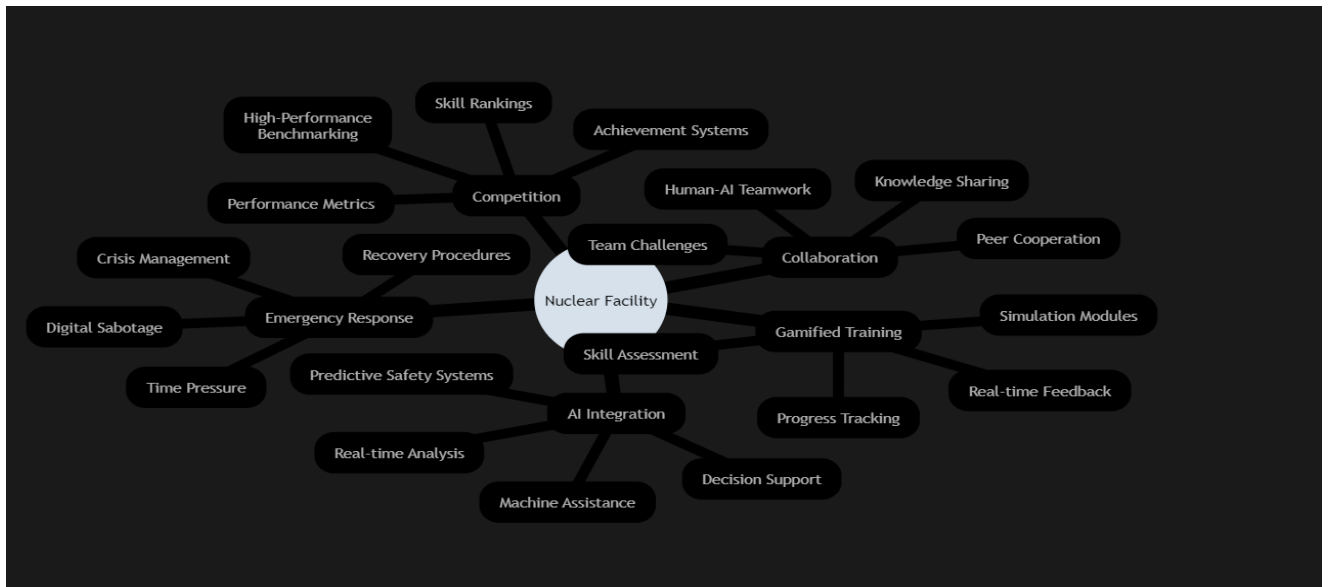 Skill Rankings
High-Performance
Benchmarking
Achievement Systems
Performance Metrics
Competition
Human-AI Teamwork
Knowledge Sharing
Team Challenges
Peer Cooperation
Collaboration
Crisis Management
Recovery Procedures
Digital Sabotage
Emergency Response
Time Pressure
Nuclear Facility
Simulation Modules
Gamified Training
Skill Assessment
Real-time Feedback
Progress Tracking
Predictive Safety Systems
AI Integration
Real-time Analysis
Decision Support
Machine Assistance